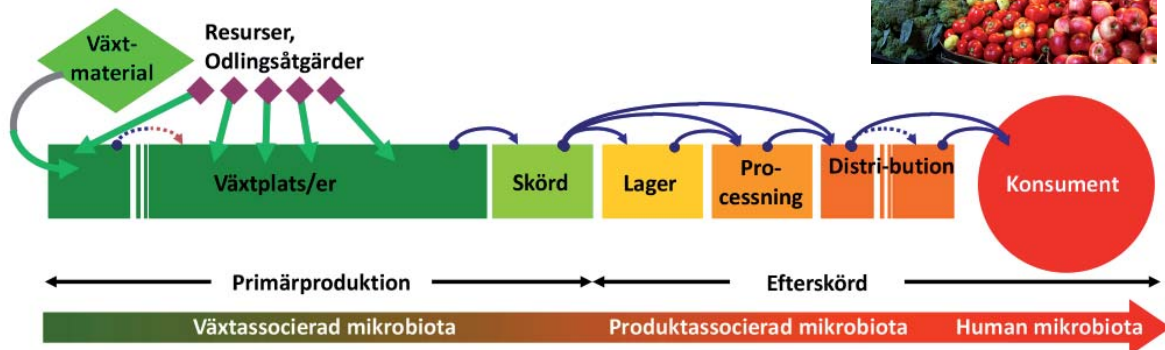 Växt-
material
Resurser,
Odlingsåtgärder
Växtplats/er
Skörd
Lager
Pro-
cessning
Distri-bution
Konsument
Primärproduktion
Efterskörd
Växtassocierad mikrobiota
Produktassocierad mikrobiota
Human mikrobiota